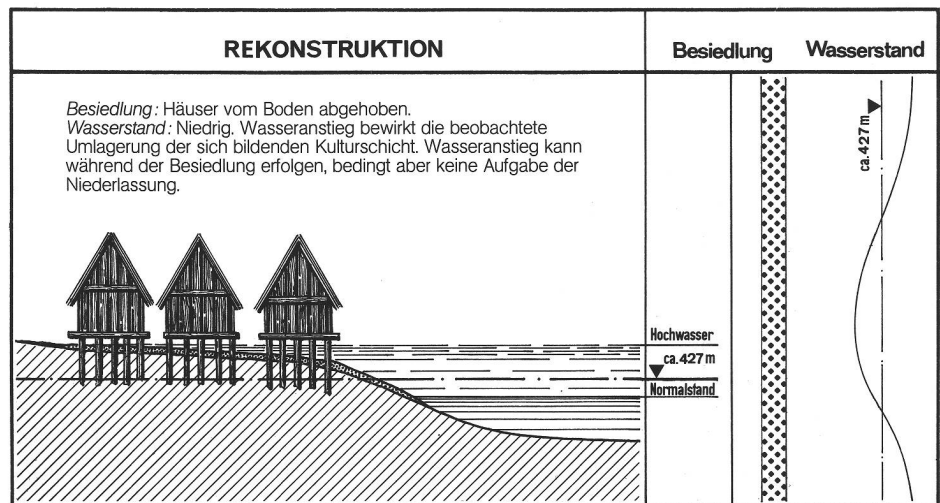 REKONSTRUKTION
Besiedlung
Wasserstand
Besiedlung: Häuser vom Boden abgehoben.
Wasserstand: Niedrig. Wasseranstieg bewirkt die beobachtete
Umlagerung der sich bildenden Kulturschicht. Wasseranstieg kann
während der Besiedlung erfolgen, bedingt aber keine Aufgabe der
Niederlassung.
ca. 427 m
Hochwasser
ca. 427 m
Normalstand